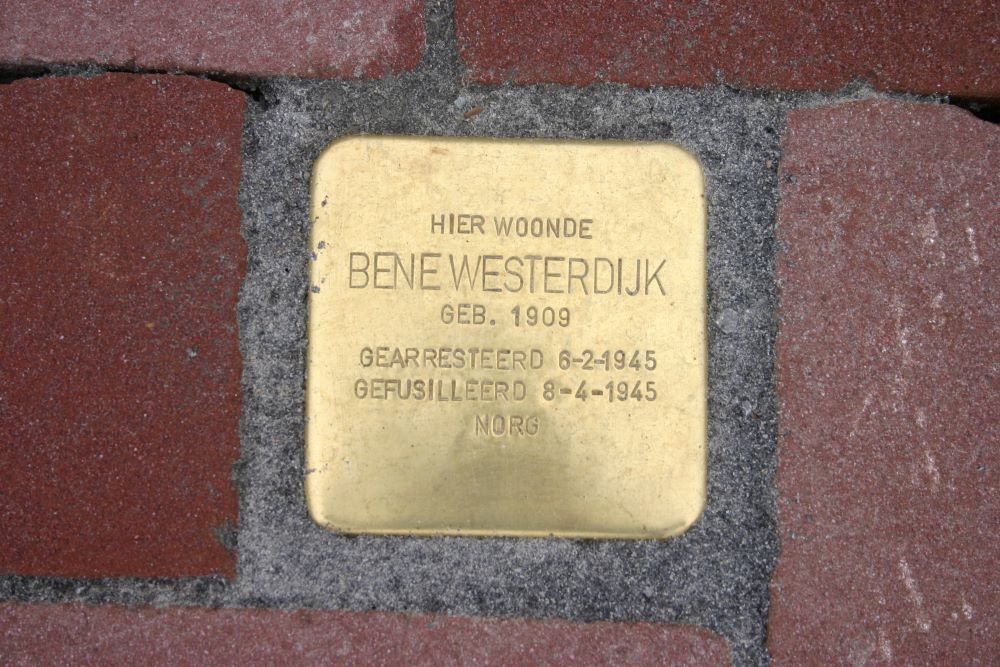 HIER WOONDE
BENE WESTERDIJK
GEB. 1909
GEARRESTEERD 6-2-1945
GEFUSILLEERD 8-4-1945
NORG